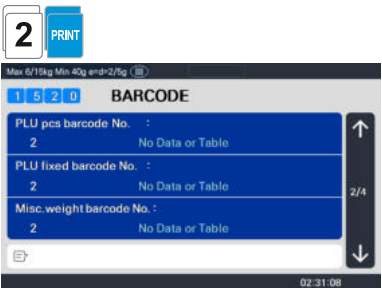 2 PRINT
Max 6/15kg Min 40g e=d=2/5g
1 5 2 0 BARCODE
PLU pcs barcode No. :
2 No Data or Table
PLU fixed barcode No. :
2 No Data or Table
Misc.weight barcode No. :
2 No Data or Table
2/4
02:31:08